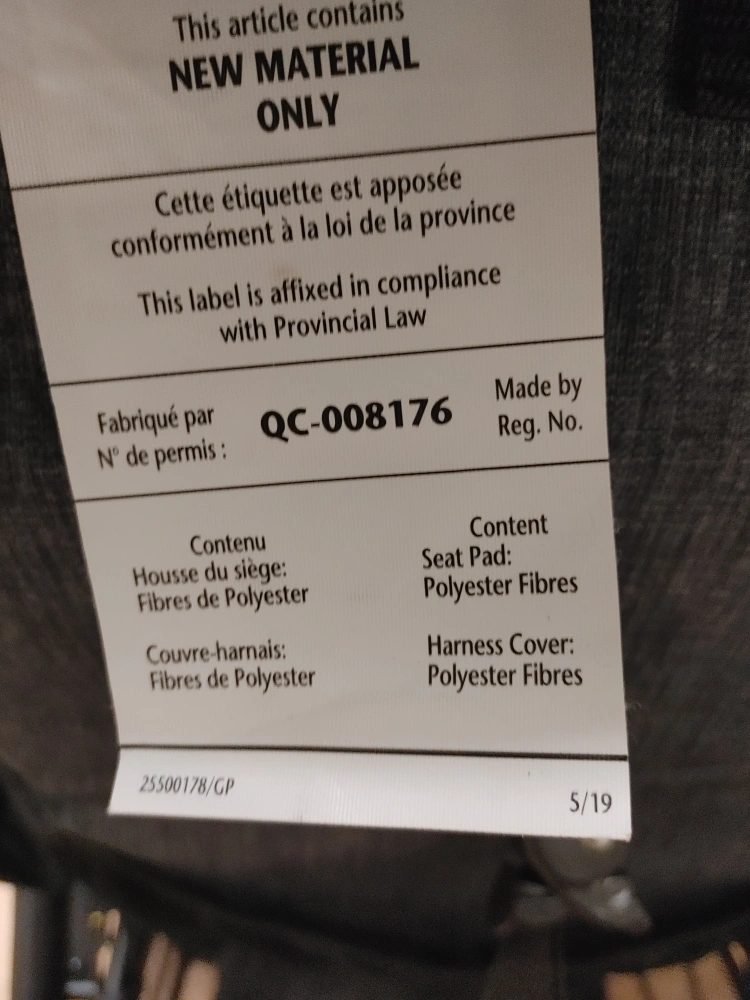 This article contains
NEW MATERIAL
ONLY
Cette étiquette est apposée
conformément à la loi de la province
This label is affixed in compliance
with Provincial Law
Fabriqué par
N° de permis :
QC-008176
Made by
Reg. No.
Contenu
Housse du siège:
Fibres de Polyester
Couvre-harnais:
Fibres de Polyester
Content
Seat Pad:
Polyester Fibres
Harness Cover:
Polyester Fibres
25500178/GP
5/19